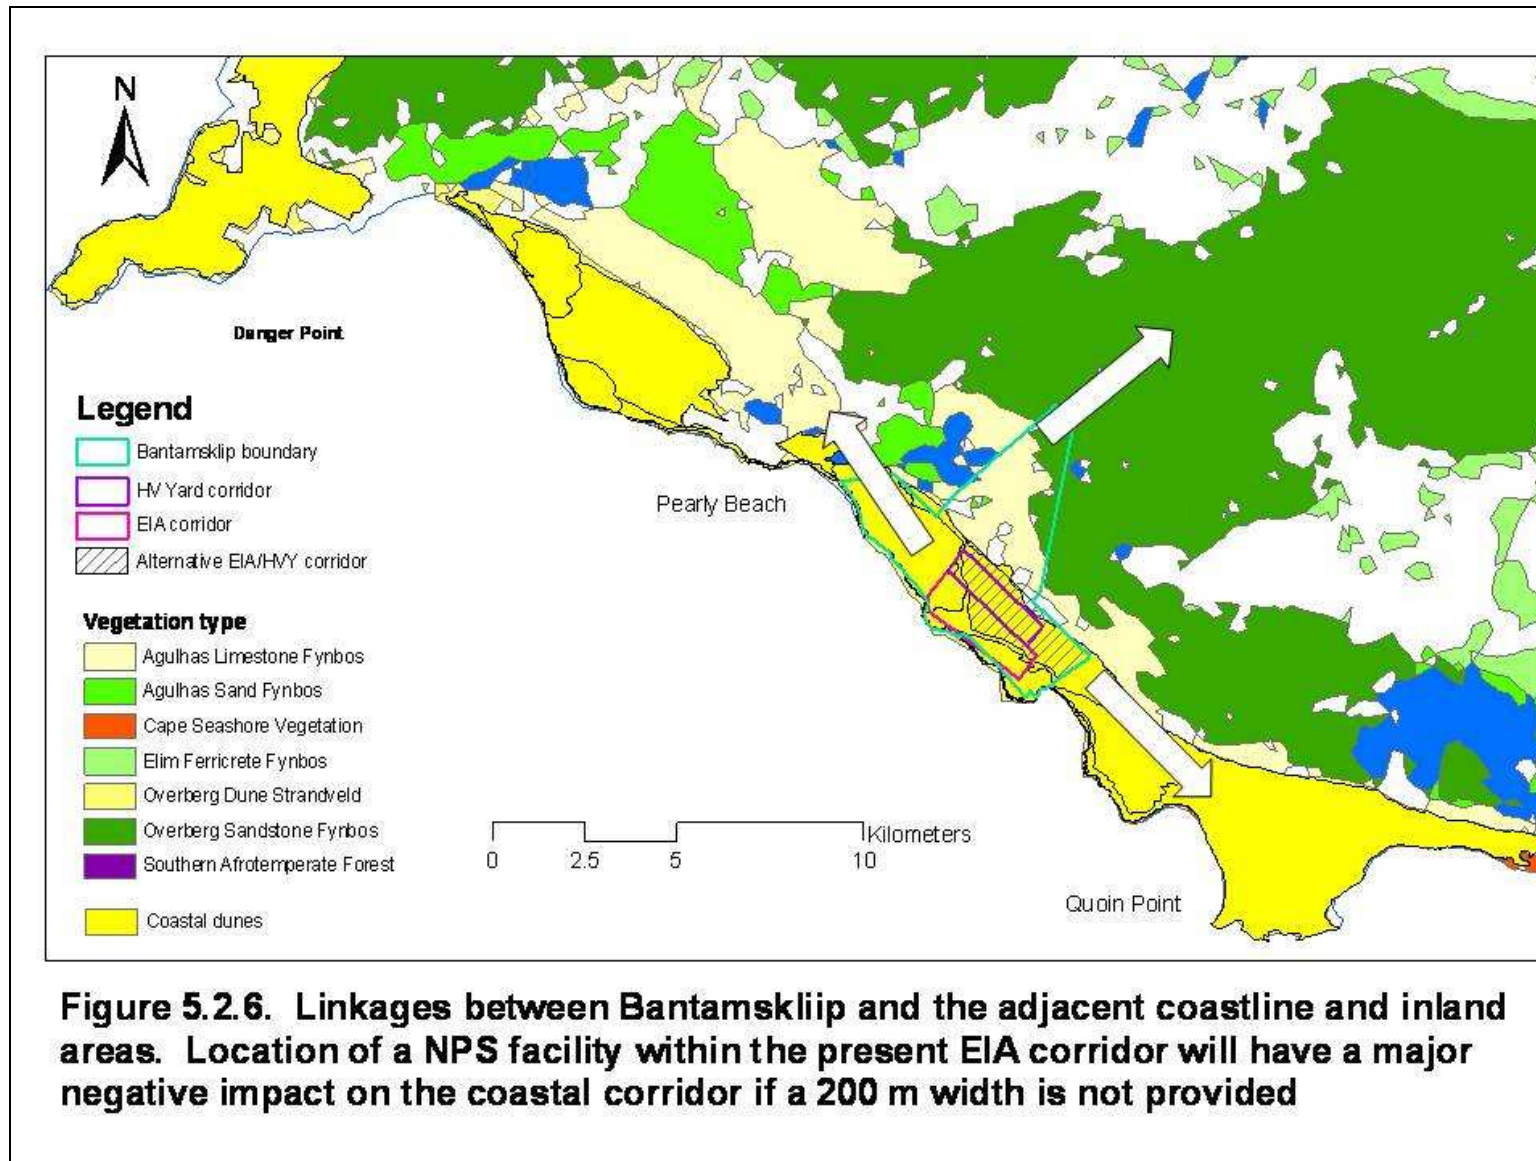 N
Danger Point
Legend
Bantamsklip boundary
HV Yard corridor
EIA corridor
Alternative EIA/HVY corridor
Pearly Beach
Vegetation type
Agulhas Limestone Fynbos
Agulhas Sand Fynbos
Cape Seashore Vegetation
Elim Ferricrete Fynbos
Overberg Dune Strandveld
Overberg Sandstone Fynbos
Southern Afrotemperate Forest
Coastal dunes
Kilometers
0 2.5 5 10
Quoin Point
Figure 5.2.6. Linkages between Bantamskliip and the adjacent coastline and inland
areas. Location of a NPS facility within the present EIA corridor will have a major
negative impact on the coastal corridor if a 200 m width is not provided